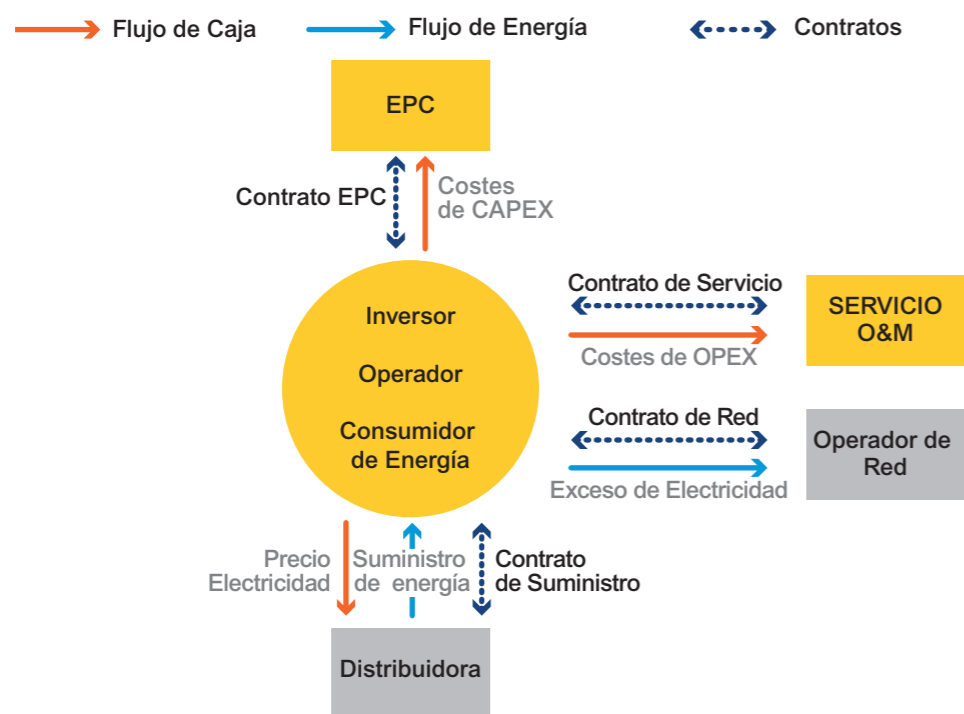 Flujo de Caja
Flujo de Energía
Contratos
EPC
Contrato EPC
Costes
de CAPEX
Inversor
Operador
Consumidor
de Energía
Contrato de Servicio
Costes de OPEX
SERVICIO
O&M
Contrato de Red
Exceso de Electricidad
Operador de
Red
Precio
Electricidad
Suministro
de energía
Contrato
de Suministro
Distribuidora